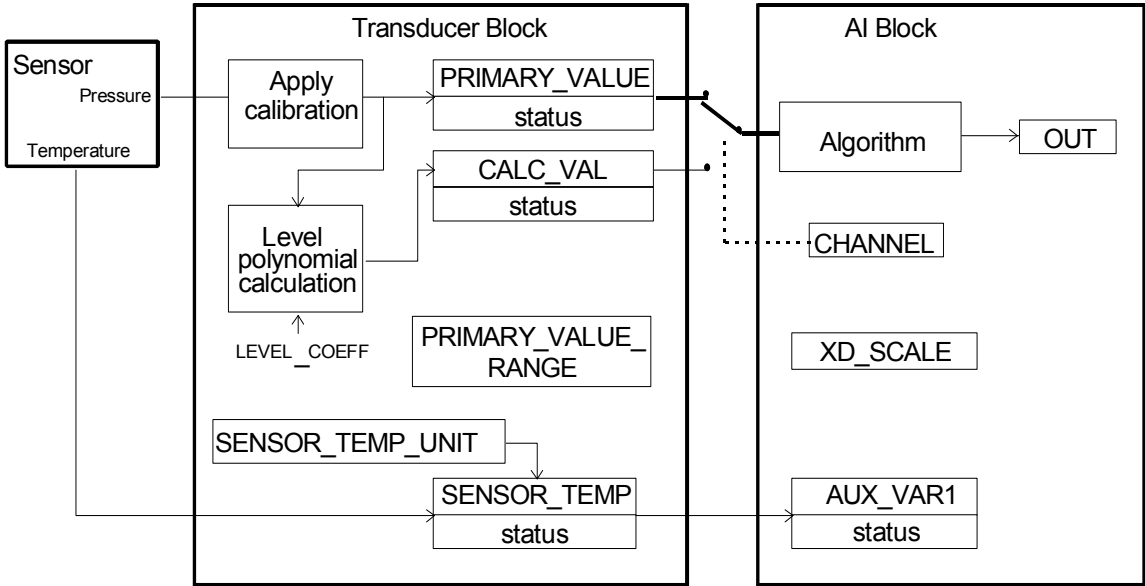 Transducer Block
AI Block
Sensor
Pressure
Temperature
Apply
calibration
PRIMARY_VALUE
status
Algorithm
OUT
CALC_VAL
status
Level
polynomial
calculation
CHANNEL
LEVEL_COEFF
PRIMARY_VALUE_
RANGE
XD_SCALE
SENSOR_TEMP_UNIT
SENSOR_TEMP
status
AUX_VAR1
status